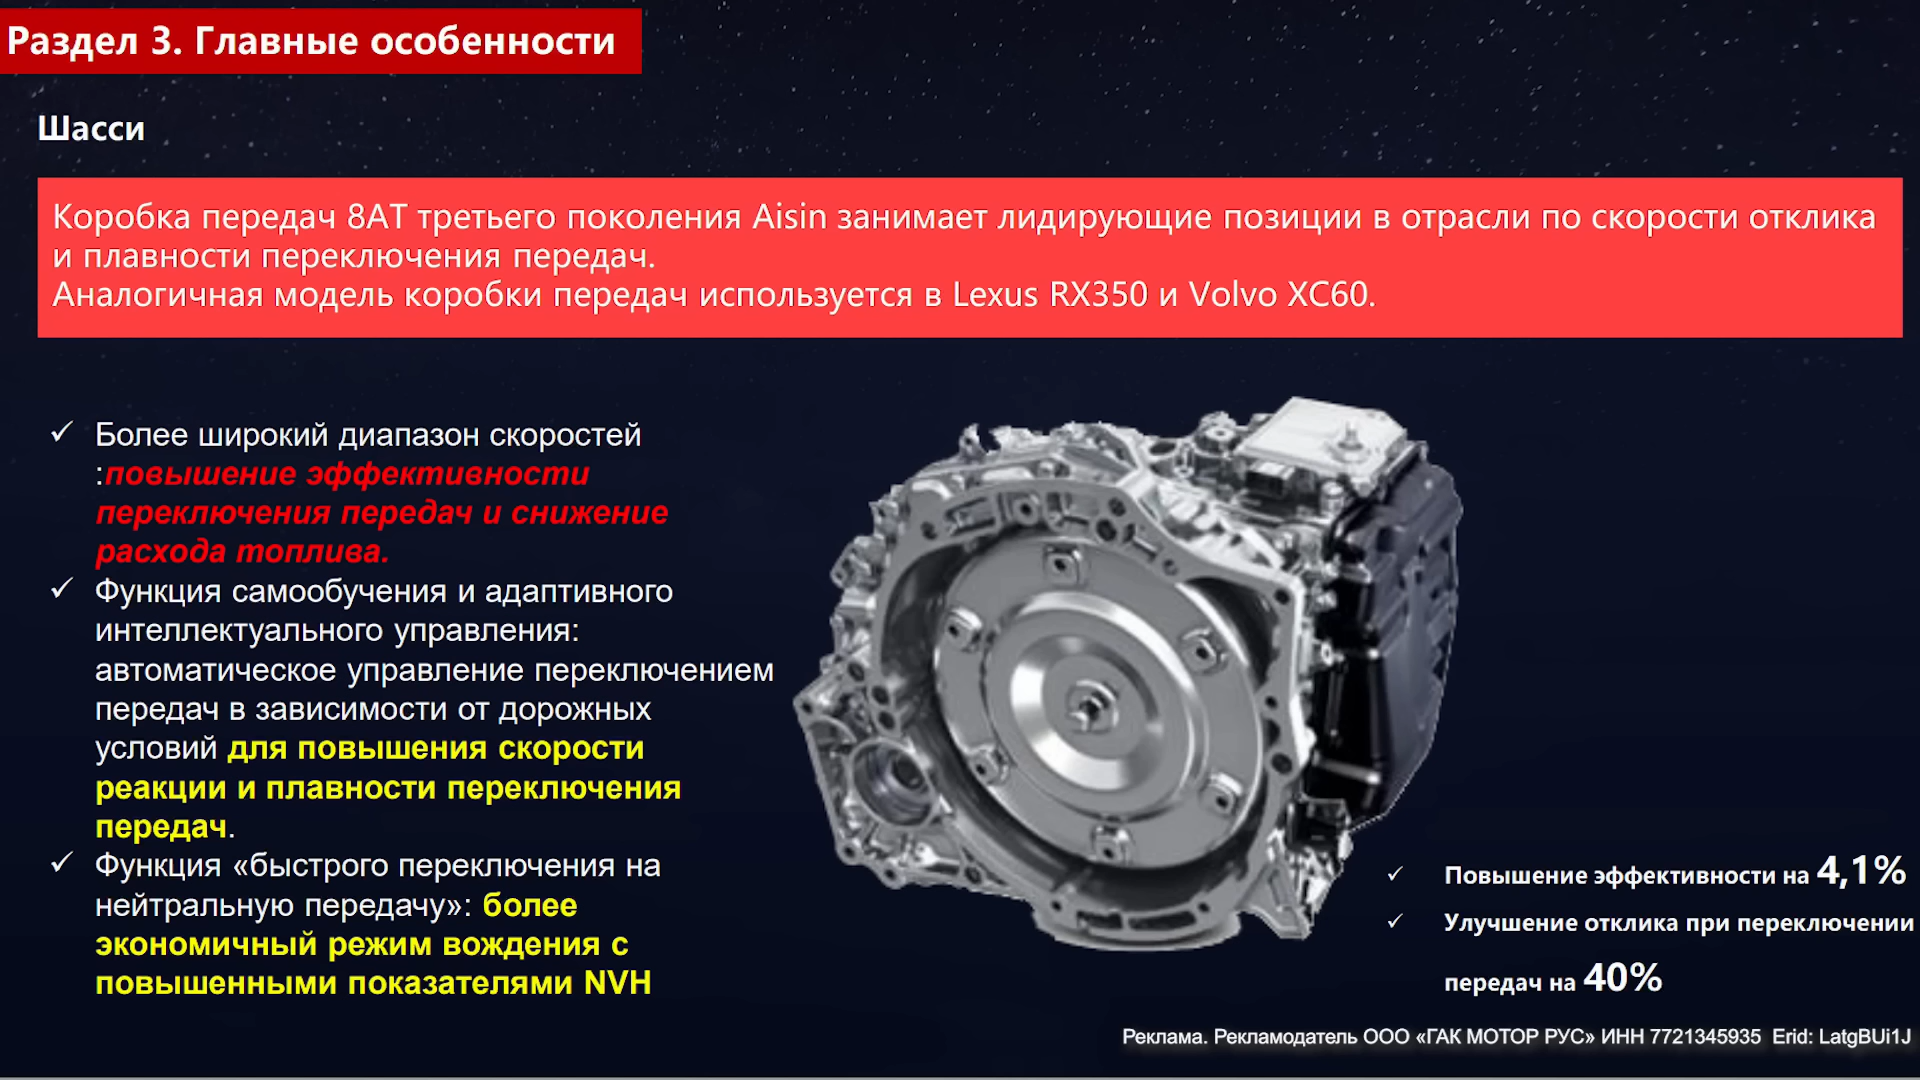 Раздел 3. Главные особенности
Шасси
Коробка передач 8AT третьего поколения Aisin занимает лидирующие позиции в отрасли по скорости отклика
и плавности переключения передач.
Аналогичная модель коробки передач используется в Lexus RX350 и Volvo XC60.
✓ Более широкий диапазон скоростей
:повышение эффективности
переключения передач и снижение
расхода топлива.
✓ Функция самообучения и адаптивного
интеллектуального управления:
автоматическое управление переключением
передач в зависимости от дорожных
условий для повышения скорости
реакции и плавности переключения
передач.
✓ Функция «быстрого переключения на
нейтральную передачу»: более
экономичный режим вождения с
повышенными показателями NVH
✓ Повышение эффективности на 4,1%
✓ Улучшение отклика при переключении
передач на 40%
Реклама. Рекламодатель ООО «ГАК МОТОР РУС» ИНН 7721345935 Erid: LatgBUi1J